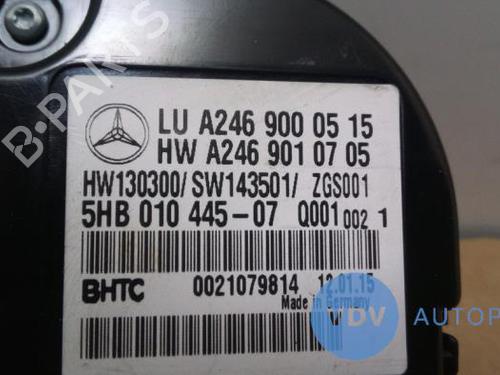 LU A246 900 05 15
HW A246 901 07 05
HW130300/ SW143501/ ZGS001
5HB 010 445-07 Q001 002 1
BHTC 0021079814 12.01.15
Made in Germany
V
B-PARTS
VDV AUTOP